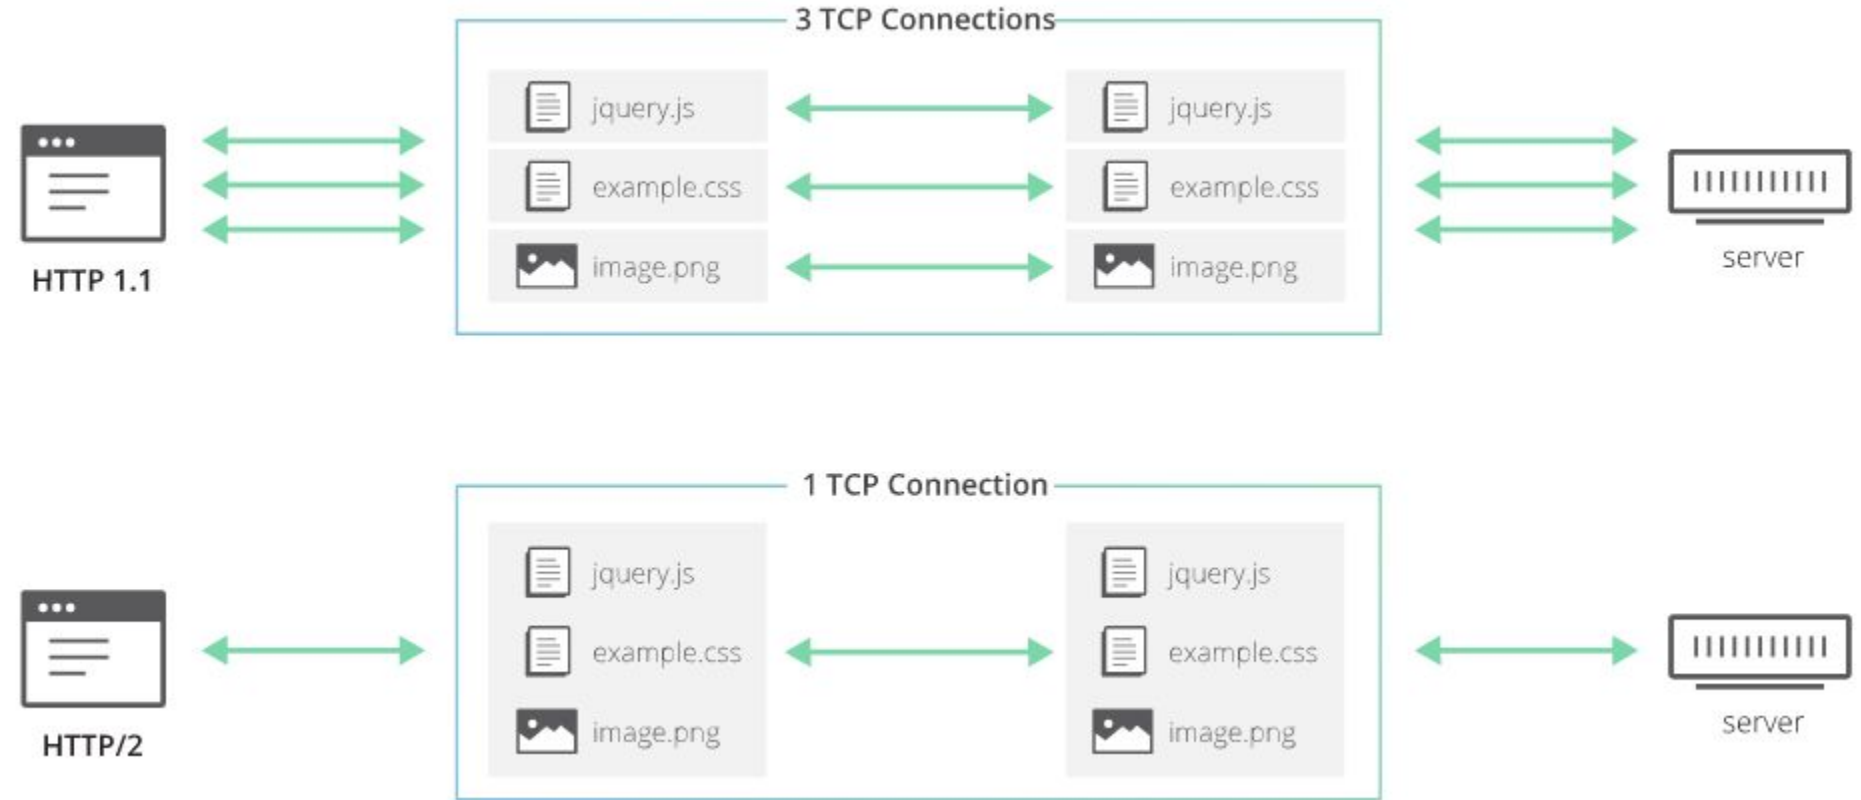 3 TCP Connections
jquery.js
jquery.js
example.css
example.css
image.png
image.png
HTTP 1.1
server
1 TCP Connection
jquery.js
jquery.js
example.css
example.css
image.png
image.png
HTTP/2
server